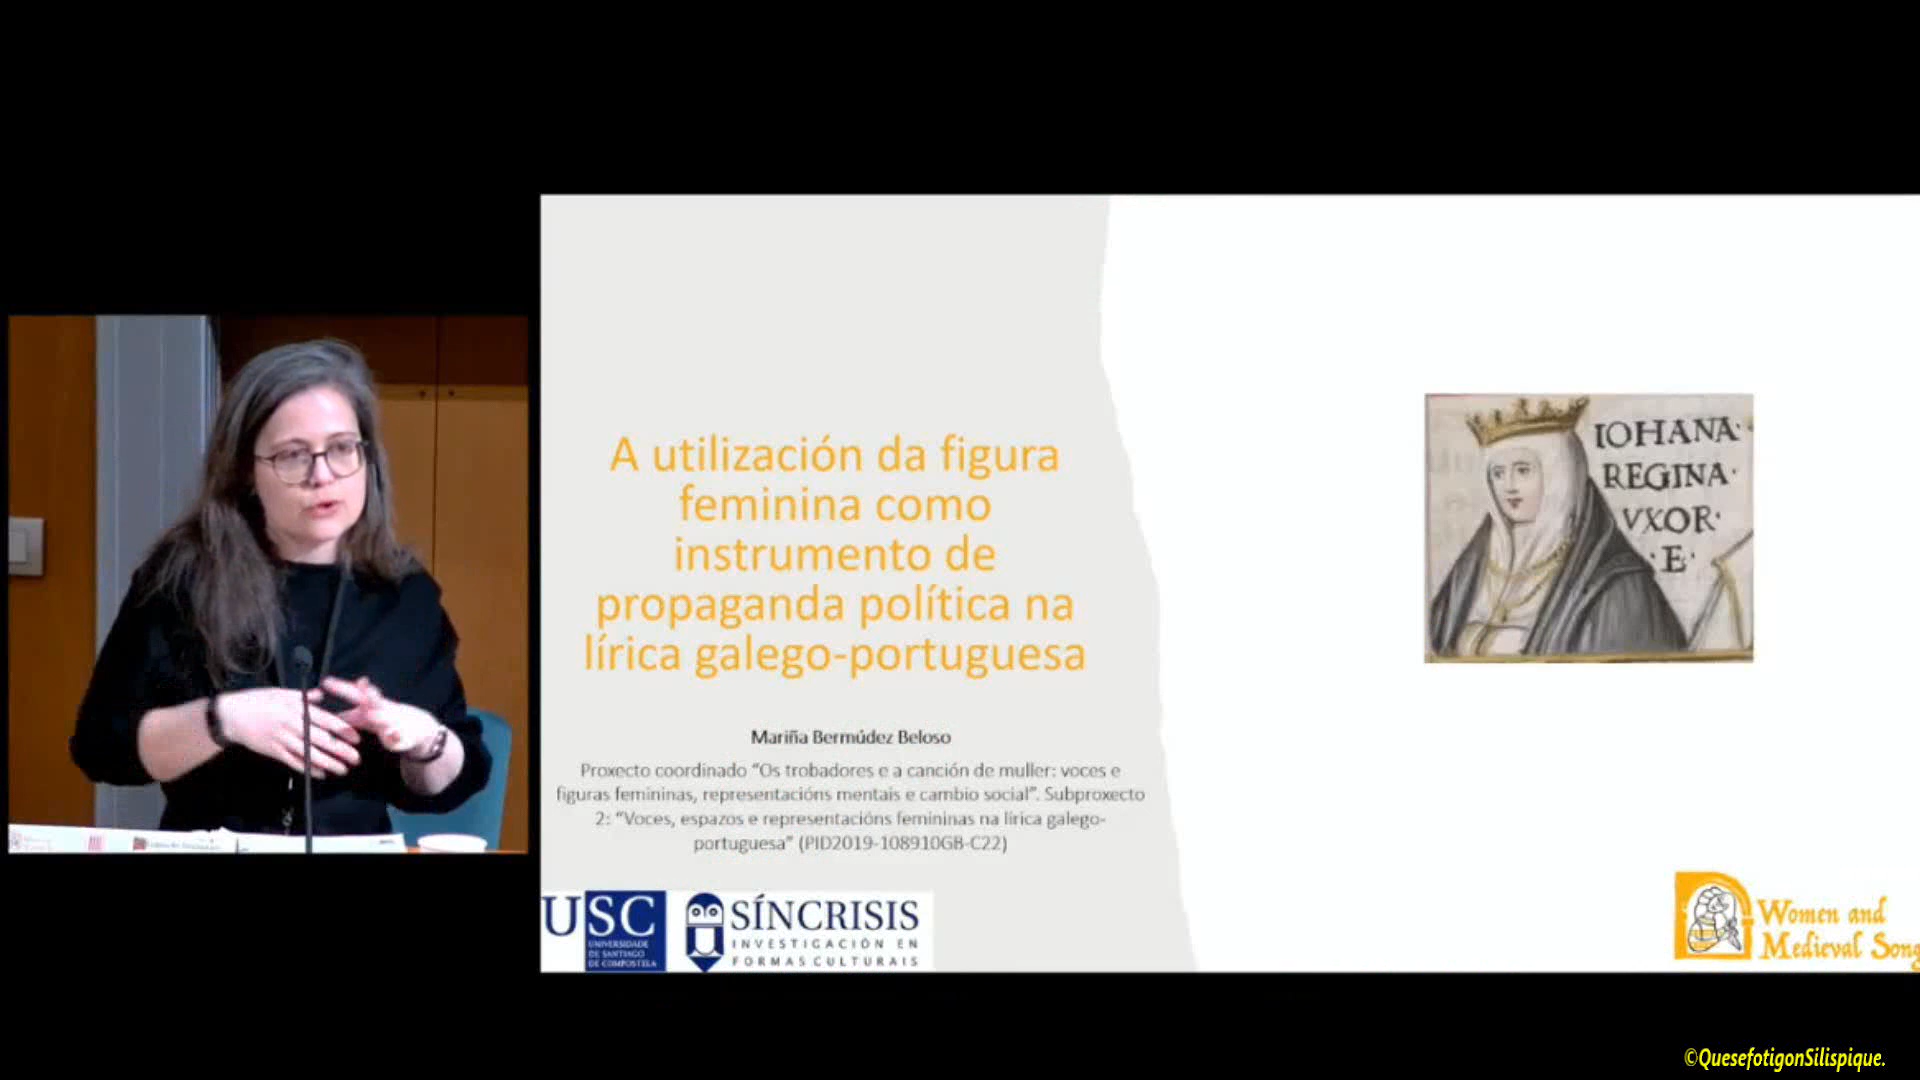 A utilización da figura
feminina como
instrumento de
propaganda política na
lírica galego-portuguesa
Mariña Bermúdez Beloso
Proxecto coordinado “Os trobadores e a canción de muller: voces e
figuras femininas, representacións mentais e cambio social”. Subproxecto
2: “Voces, espazos e representacións femininas na lírica galego-
portuguesa” (PID2019-108910GB-C22)
USC
UNIVERSIDADE
DE SANTIAGO
DE COMPOSTELA
SÍNCRISIS
INVESTIGACIÓN EN
FORMAS CULTURAIS
IOHANA·
REGINA·
VXOR·
·E·
Women and
Medieval Song
©QuesefotigonSilispique.